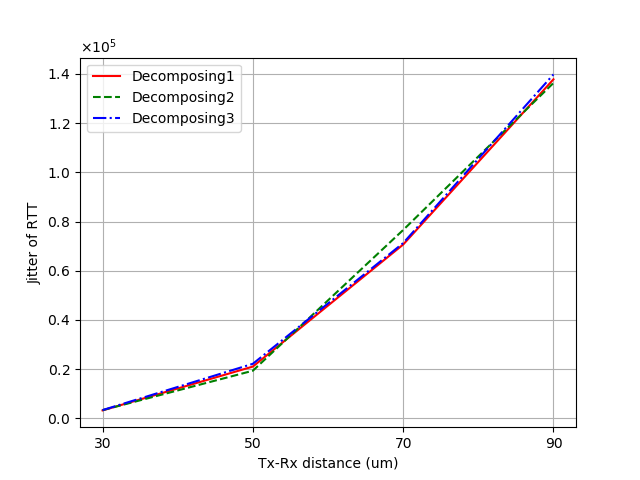 ×10⁵
Decomposing1
Decomposing2
Decomposing3
1.4
1.2
1.0
0.8
0.6
0.4
0.2
0.0
Jitter of RTT
30 50 70 90
Tx-Rx distance (um)